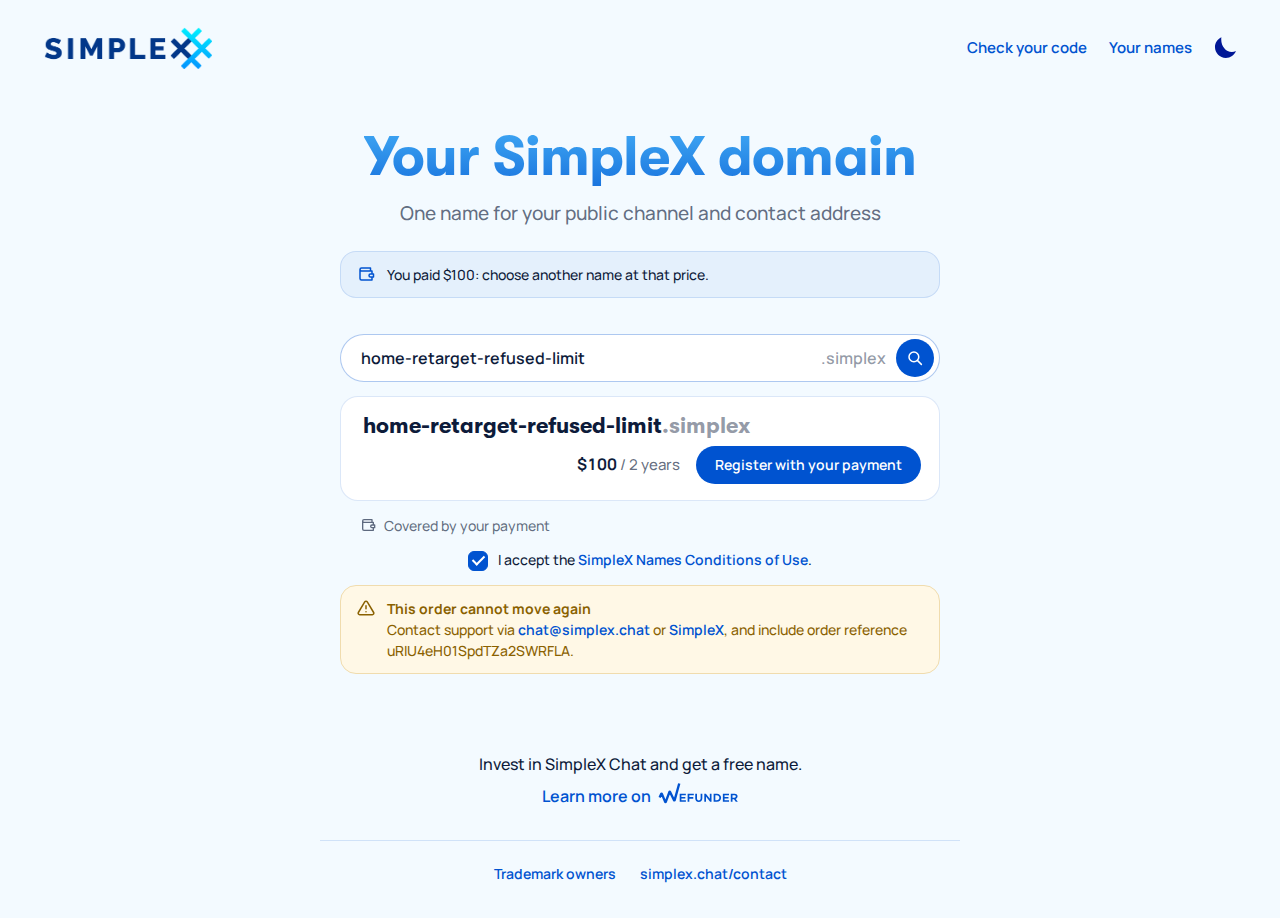 SIMPLEX
Check your code
Your names
Your SimpleX domain
One name for your public channel and contact address
You paid $100: choose another name at that price.
home-retarget-refused-limit
.simplex
home-retarget-refused-limit.simplex
$100 / 2 years
Register with your payment
Covered by your payment
I accept the SimpleX Names Conditions of Use.
This order cannot move again
Contact support via chat@simplex.chat or SimpleX, and include order reference
uRIU4eH01SpdTZa2SWRFLA.
Invest in SimpleX Chat and get a free name.
Learn more on WEFUNDER
Trademark owners
simplex.chat/contact